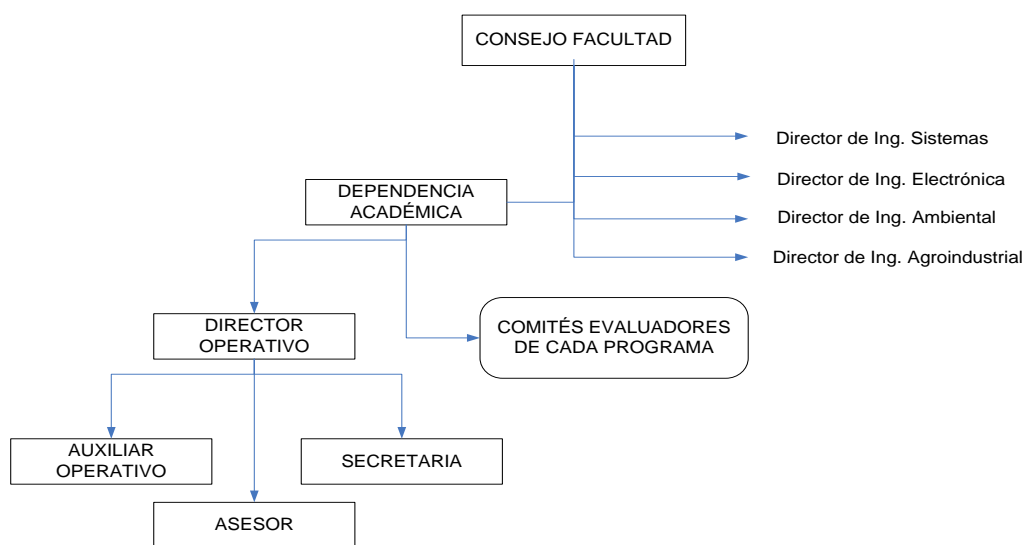 CONSEJO FACULTAD
Director de Ing. Sistemas
Director de Ing. Electrónica
DEPENDENCIA
ACADÉMICA
Director de Ing. Ambiental
Director de Ing. Agroindustrial
DIRECTOR
OPERATIVO
COMITÉS EVALUADORES
DE CADA PROGRAMA
AUXILIAR
OPERATIVO
SECRETARIA
ASESOR